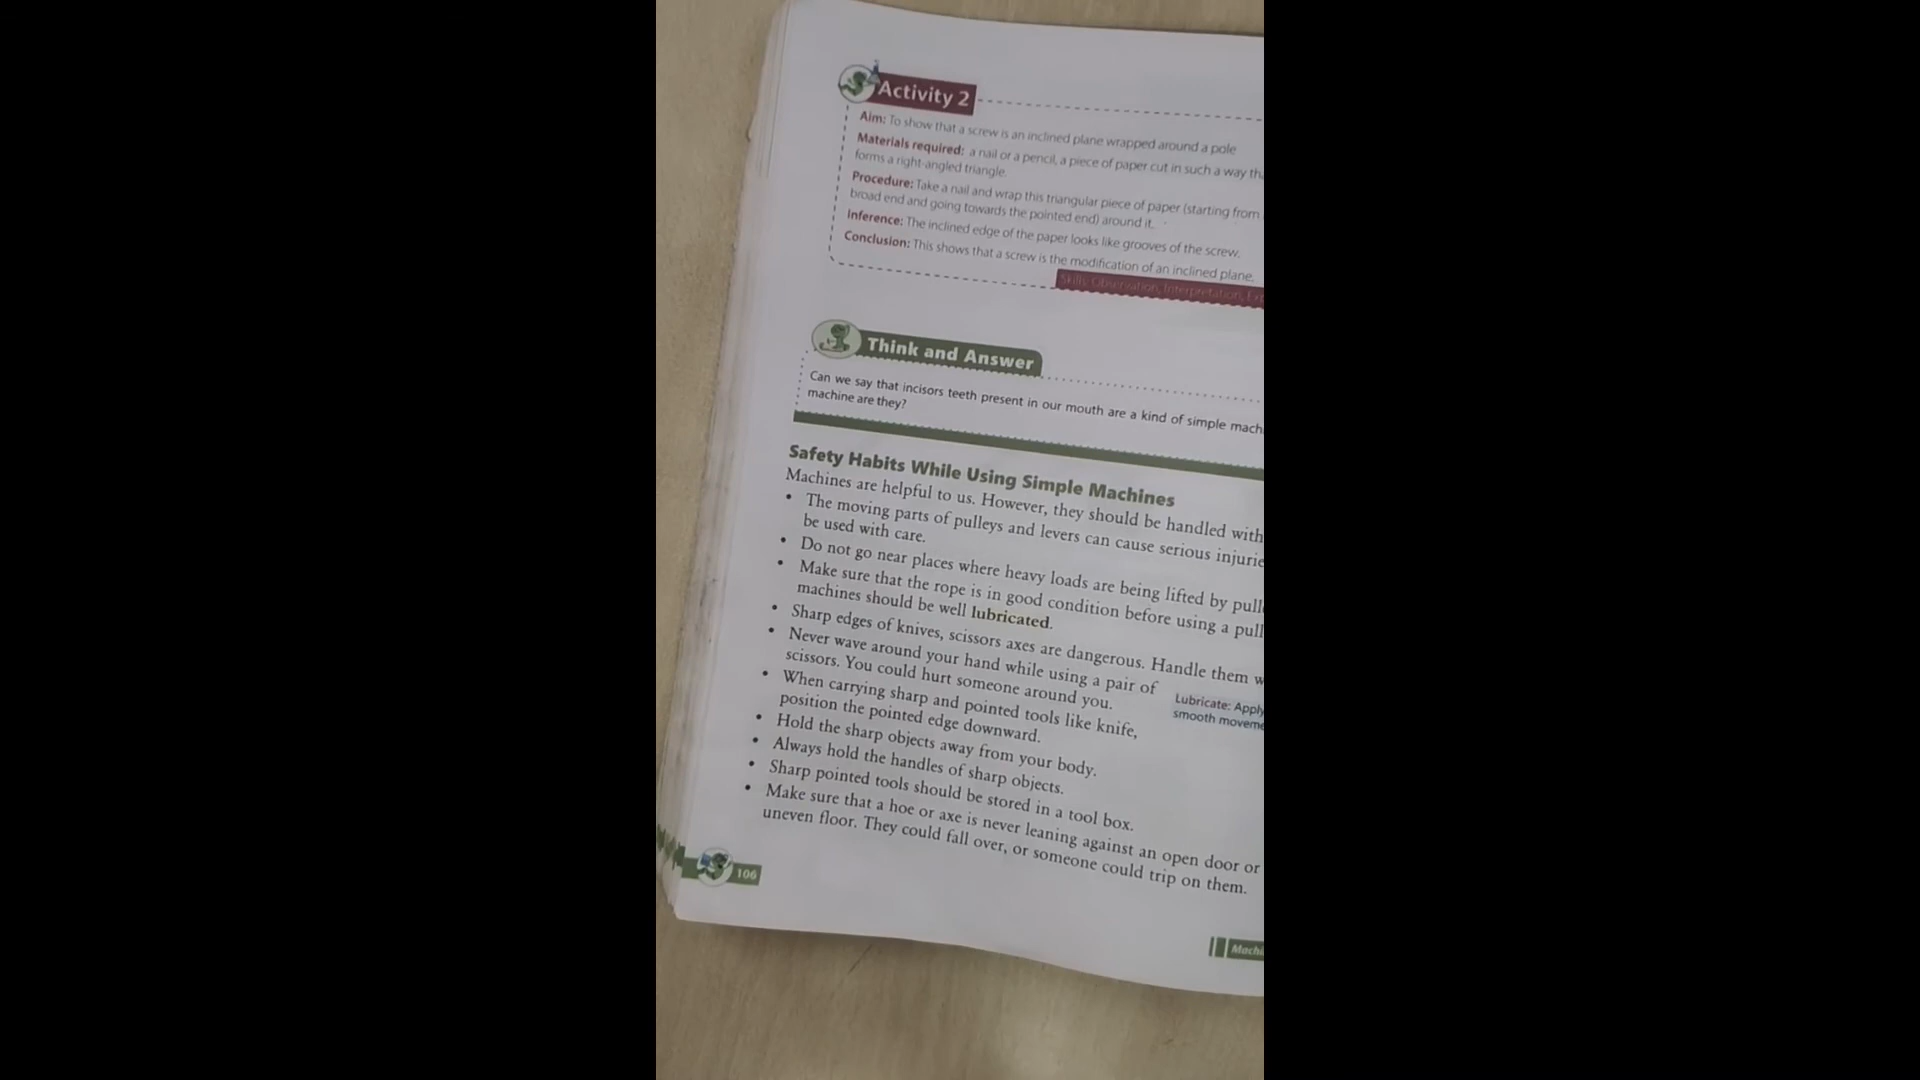 Activity 2
Aim: To show that a screw is an inclined plane wrapped around a pole
Materials required: a nail or a pencil, a piece of paper cut in such a way
forms a right-angled triangle.
Procedure: Take a nail and wrap this triangular piece of paper (starting from
broad end and going towards the pointed end) around it.
Inference: The inclined edge of the paper looks like grooves of the screw.
Conclusion: This shows that a screw is the modification of an inclined plane.
Skills: Observation, Interpretation,
Think and Answer
Can we say that incisors teeth present in our mouth are a kind of simple
machine are they?
Safety Habits While Using Simple Machines
Machines are helpful to us. However, they should be handled with
• The moving parts of pulleys and levers can cause serious
be used with care.
• Do not go near places where heavy loads are being lifted by
• Make sure that the rope is in good condition before using a
machines should be well lubricated.
• Sharp edges of knives, scissors axes are dangerous. Handle them
• Never wave around your hand while using a pair of
scissors. You could hurt someone around you.
• When carrying sharp and pointed tools like knife,
position the pointed edge downward.
Lubricate: Apply
smooth
• Hold the sharp objects away from your body.
• Always hold the handles of sharp objects.
• Sharp pointed tools should be stored in a tool box.
• Make sure that a hoe or axe is never leaning against an open door or
uneven floor. They could fall over, or someone could trip on them.
106